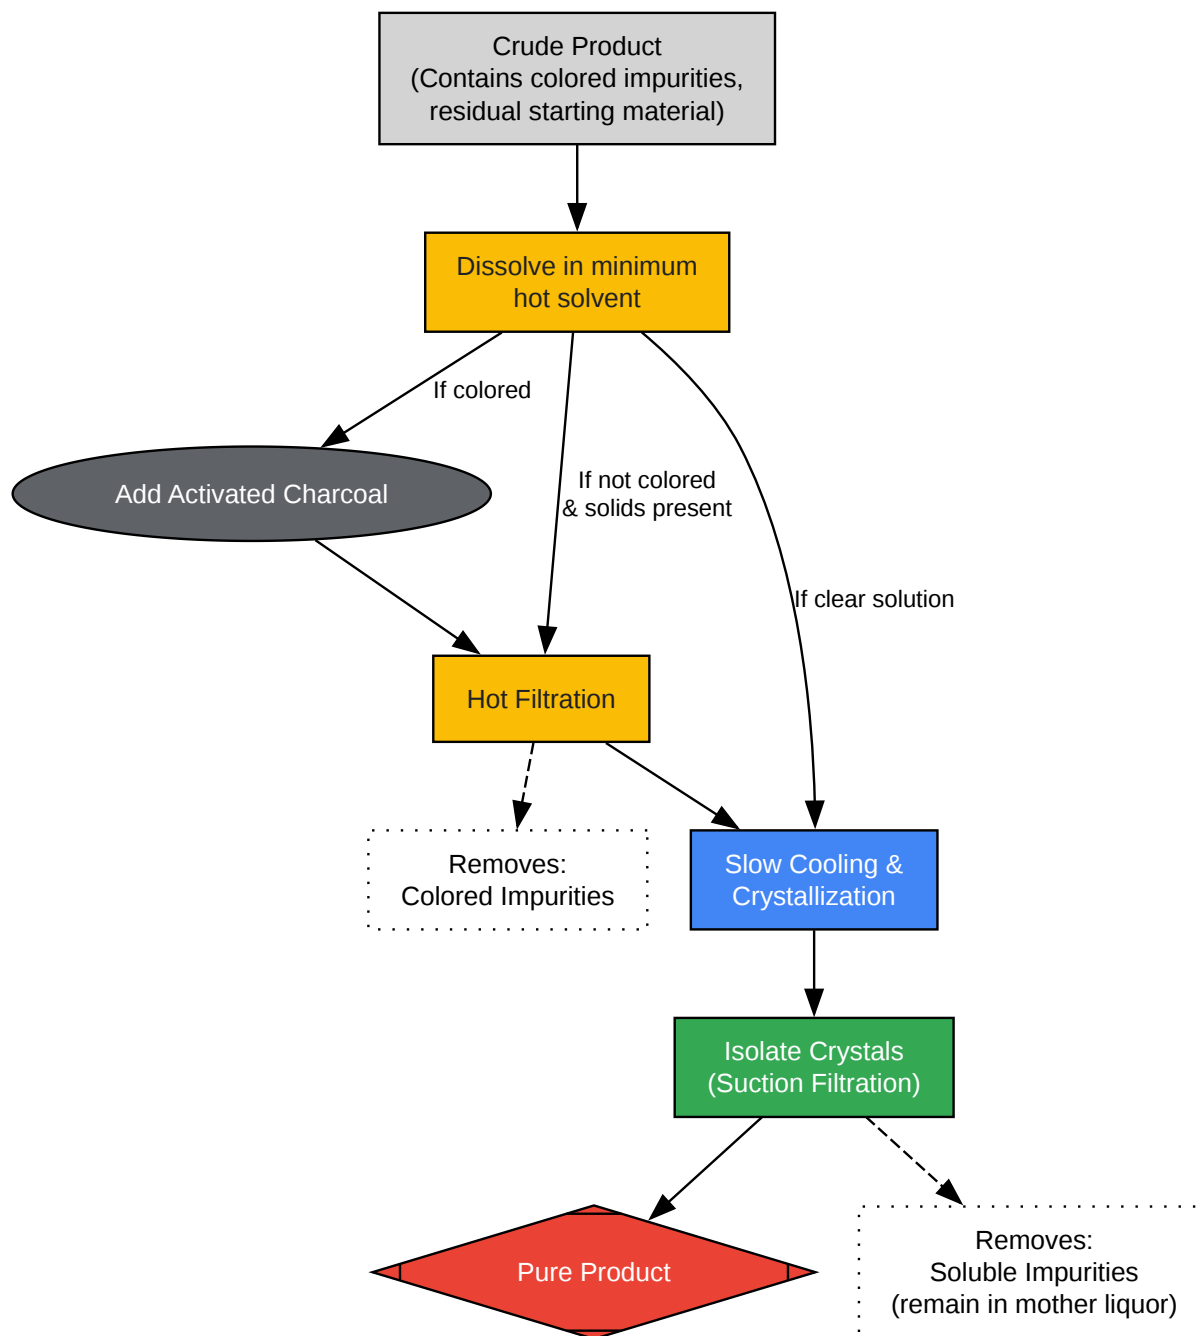 Crude Product
(Contains colored impurities,
residual starting material)
Dissolve in minimum
hot solvent
If colored
Add Activated Charcoal
If not colored
& solids present
If clear solution
Hot Filtration
Removes:
Colored Impurities
Slow Cooling &
Crystallization
Isolate Crystals
(Suction Filtration)
Pure Product
Removes:
Soluble Impurities
(remain in mother liquor)